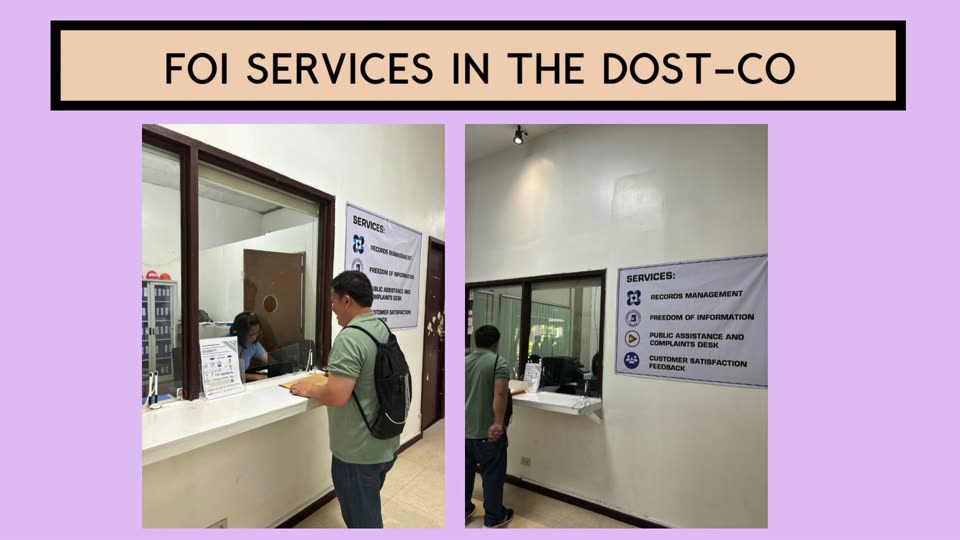 FOI SERVICES IN THE DOST-CO
SERVICES:
RECORDS MANAGEMENT
FREEDOM OF INFORMATION
PUBLIC ASSISTANCE AND
COMPLAINTS DESK
CUSTOMER SATISFACTION
SERVICES:
RECORDS MANAGEMENT
FREEDOM OF INFORMATION
PUBLIC ASSISTANCE AND
COMPLAINTS DESK
CUSTOMER SATISFACTION
FEEDBACK